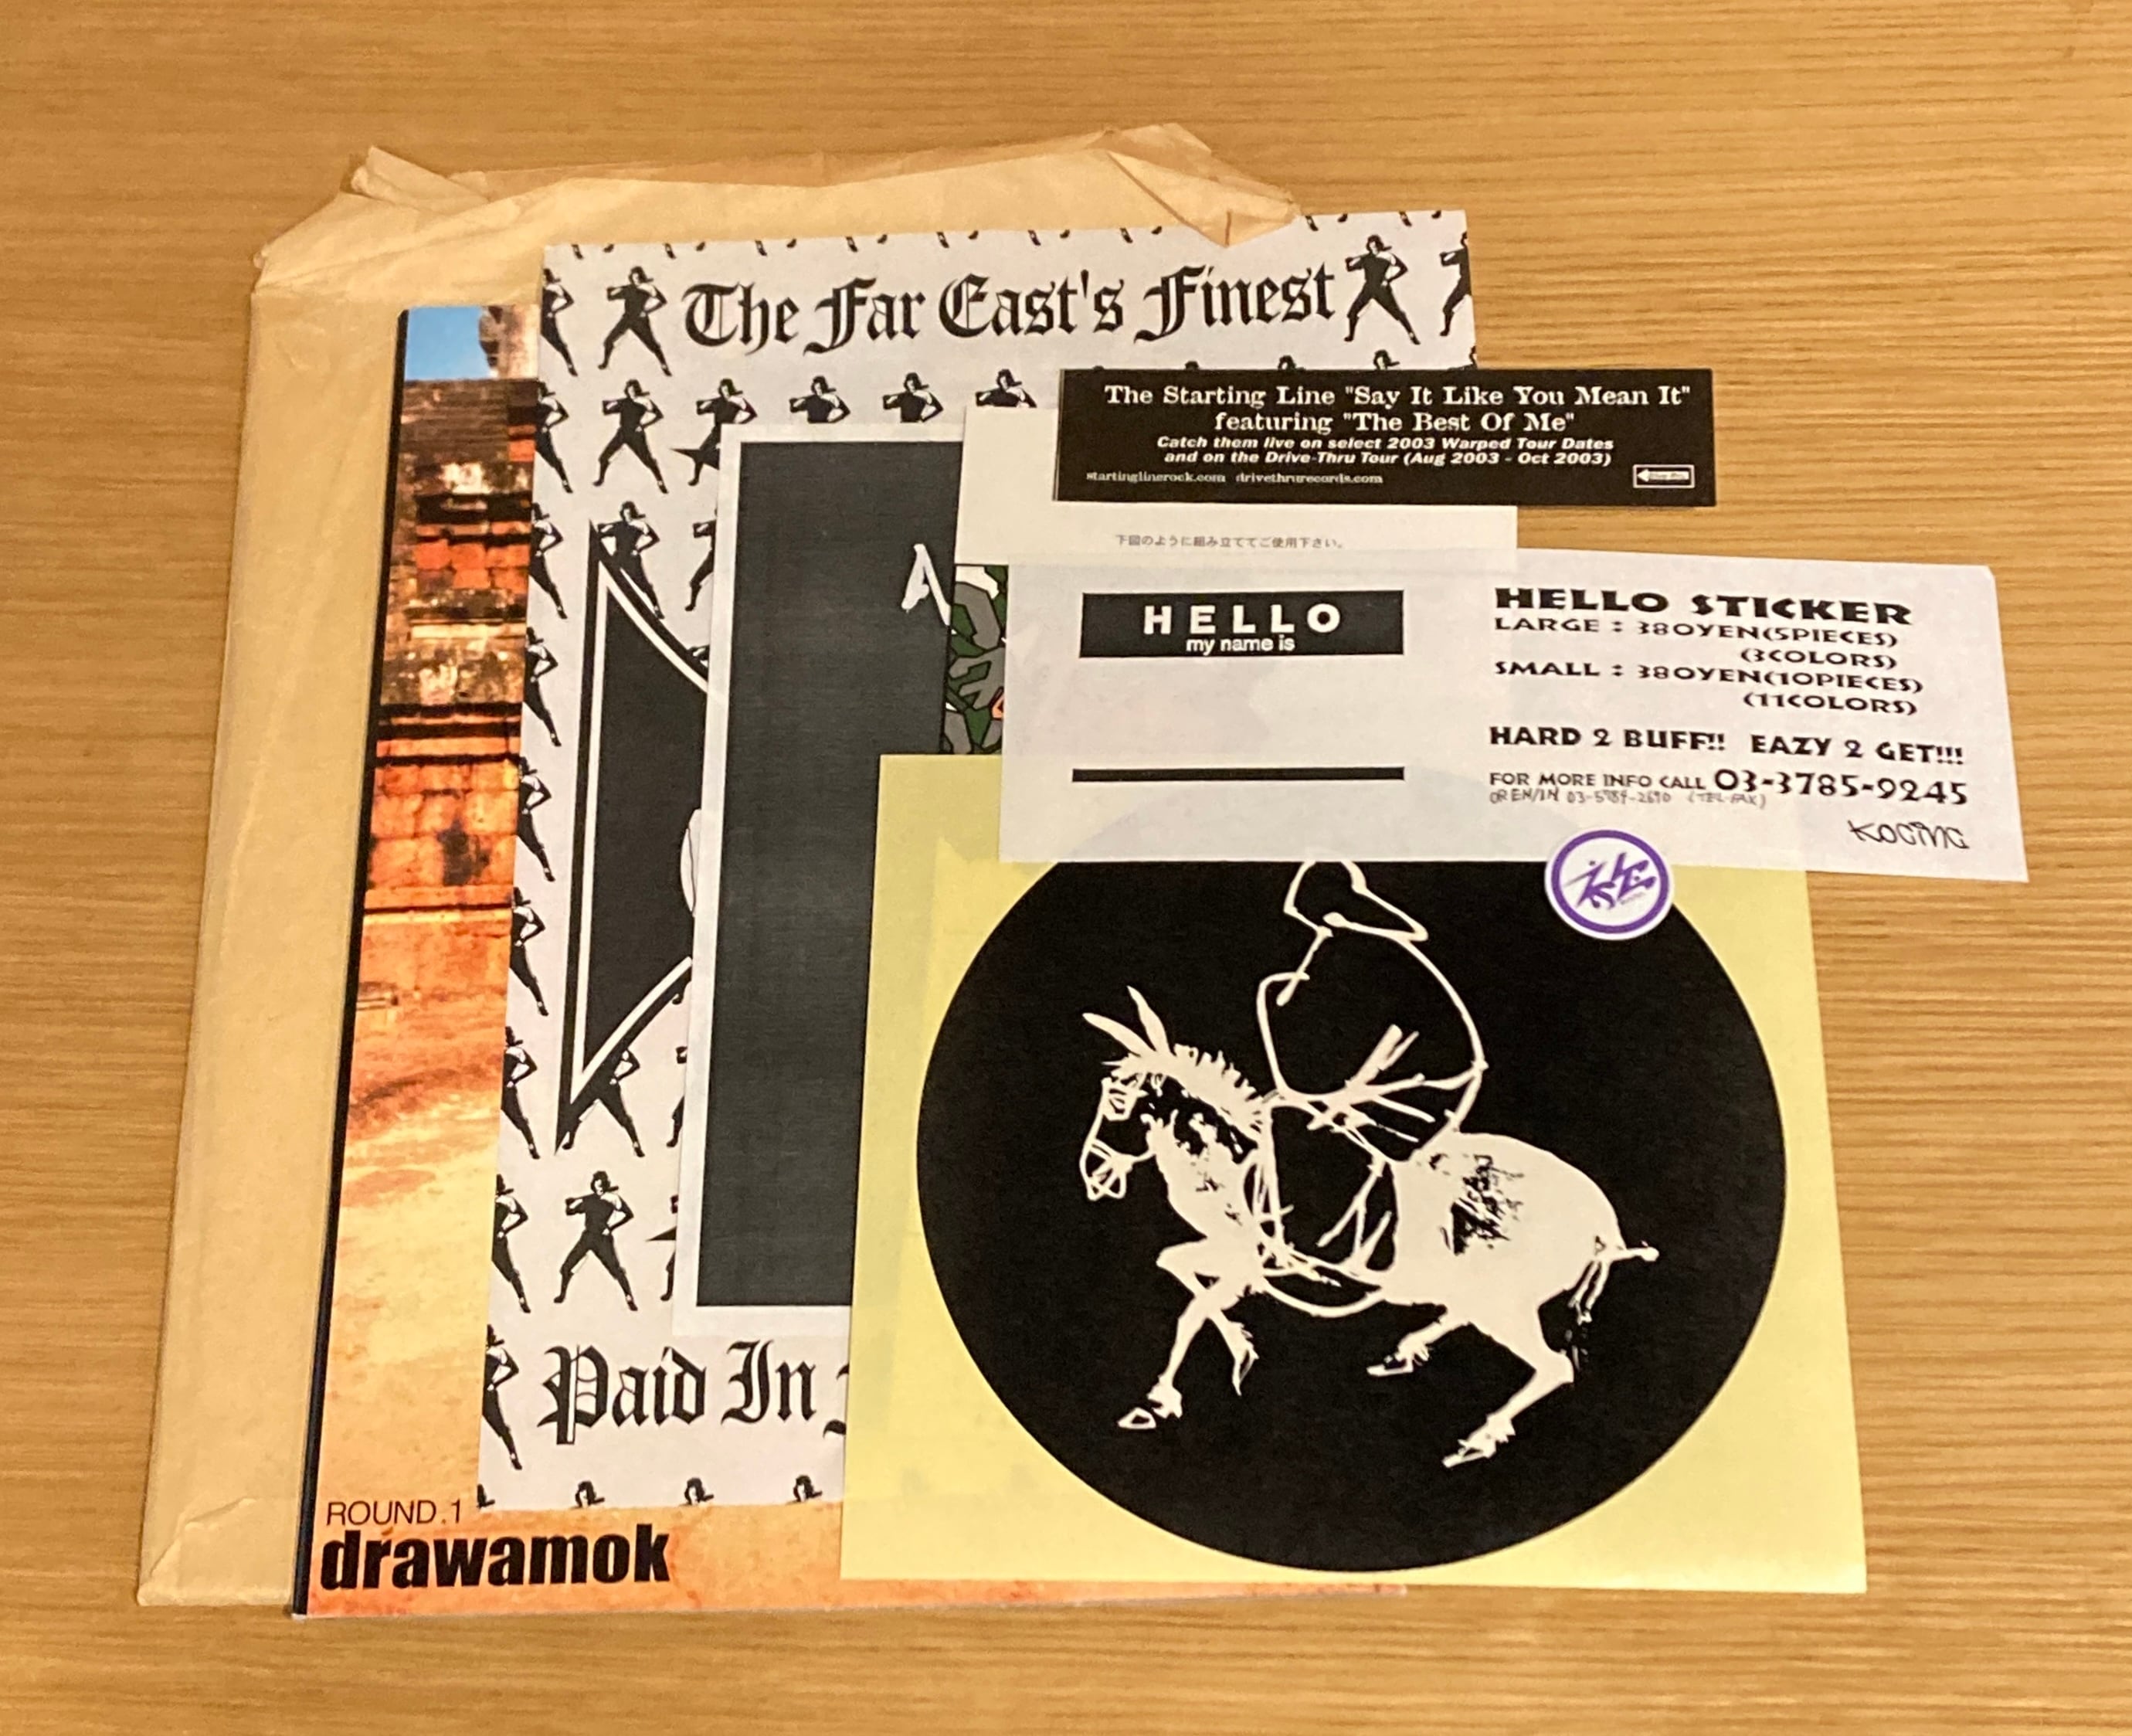 The Far East's Finest
The Starting Line "Say It Like You Mean It"
featuring "The Best Of Me"
Catch them live on select 2003 Warped Tour Dates
and on the Drive-Thru Tour (Aug 2003 - Oct 2003)
startinglinerock.com drivethrurecords.com
下図のように組み立ててご使用下さい。
HELLO
my name is
HELLO STICKER
LARGE : 380YEN(5PIECES)
(3COLORS)
SMALL : 380YEN(10PIECES)
(11COLORS)
HARD 2 BUFF!! EAZY 2 GET!!!
FOR MORE INFO CALL 03-3785-9245
Paid In
ROUND.1
drawamok